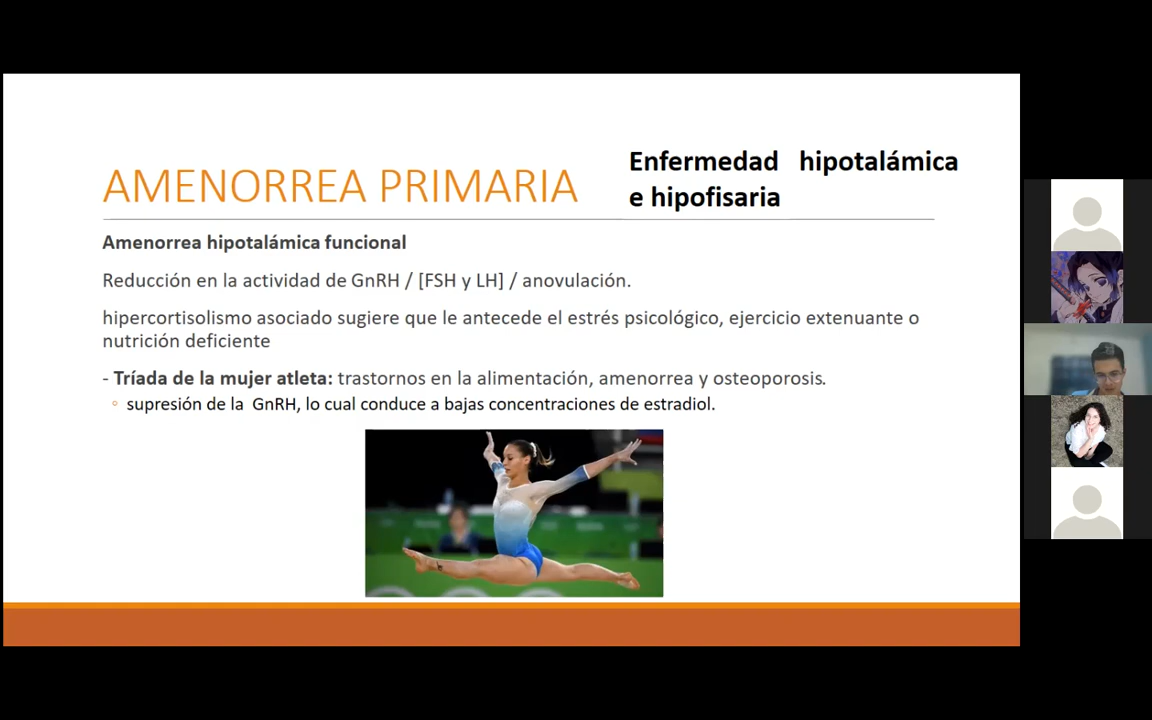 AMENORREA PRIMARIA
Enfermedad hipotalámica
e hipofisaria
Amenorrea hipotalámica funcional
Reducción en la actividad de GnRH / [FSH y LH] / anovulación.
hipercortisolismo asociado sugiere que le antecede el estrés psicológico, ejercicio extenuante o
nutrición deficiente
- Tríada de la mujer atleta: trastornos en la alimentación, amenorrea y osteoporosis.
◦ supresión de la GnRH, lo cual conduce a bajas concentraciones de estradiol.